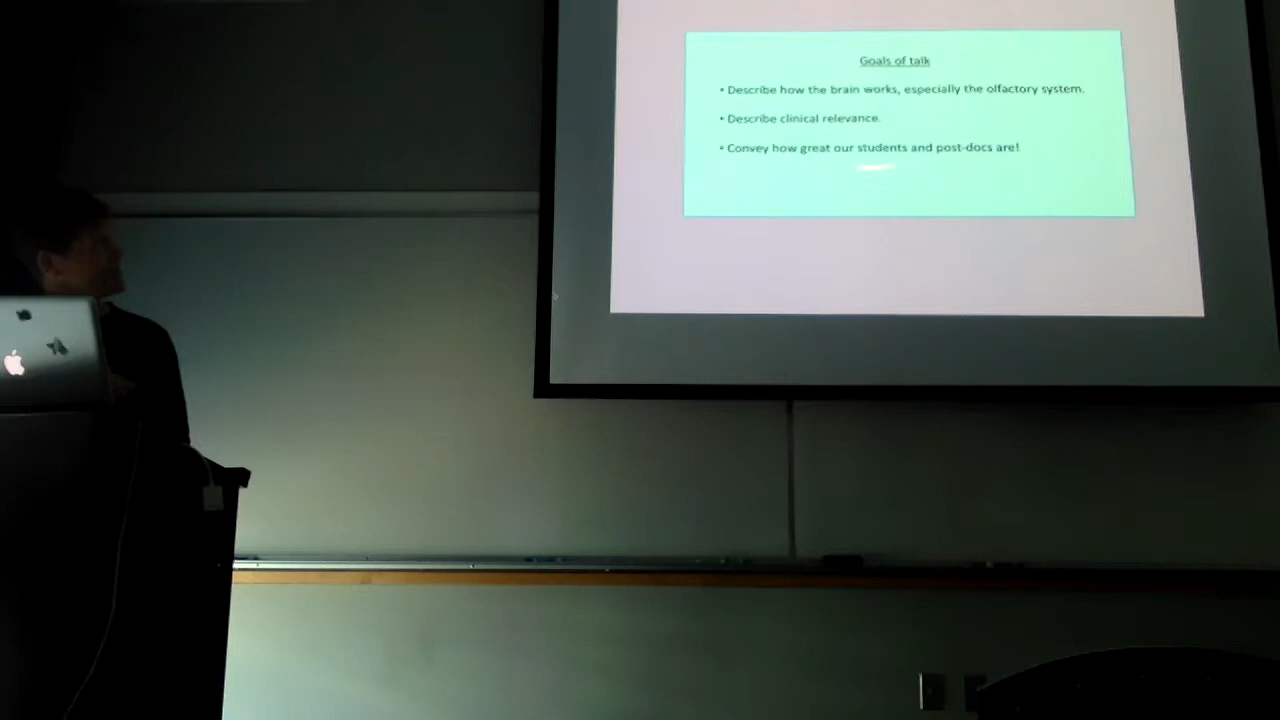 Goals of talk
• Describe how the brain works, especially the olfactory system.
• Describe clinical relevance.
• Convey how great our students and post-docs are!